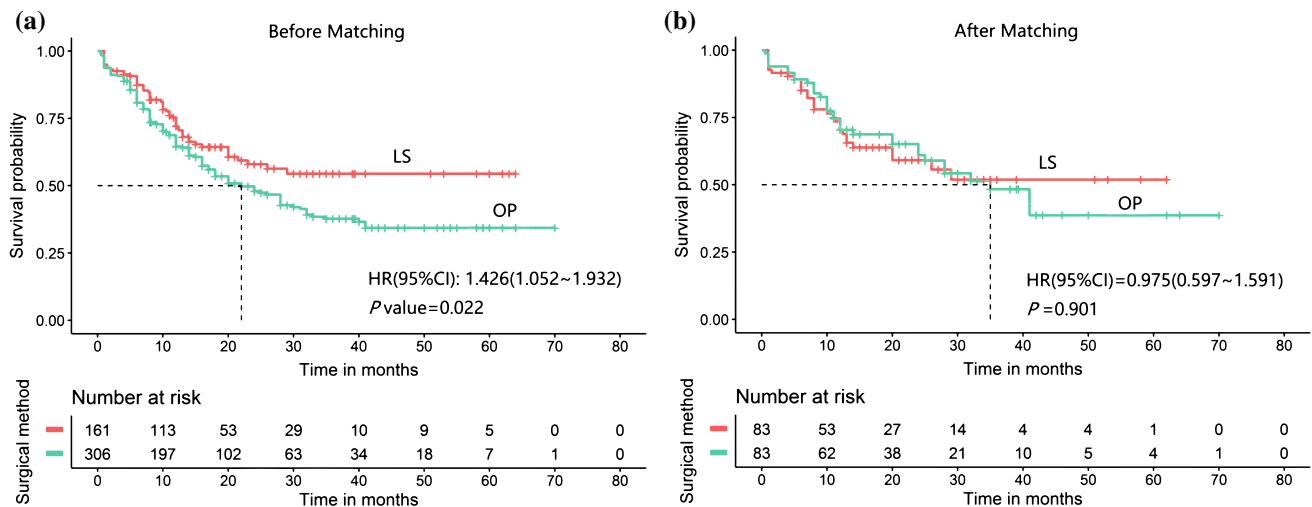 (a)
Before Matching
Survival probability
1.00
0.75
0.50
0.25
0.00
LS
OP
HR(95%CI): 1.426(1.052~1.932)
P value=0.022
0 10 20 30 40 50 60 70 80
Time in months
Surgical method
Number at risk
161 113 53 29 10 9 5 0 0
306 197 102 63 34 18 7 1 0
0 10 20 30 40 50 60 70 80
Time in months
(b)
After Matching
Survival probability
1.00
0.75
0.50
0.25
0.00
LS
OP
HR(95%CI)=0.975(0.597~1.591)
P =0.901
0 10 20 30 40 50 60 70 80
Time in months
Surgical method
Number at risk
83 53 27 14 4 4 1 0 0
83 62 38 21 10 5 4 1 0
0 10 20 30 40 50 60 70 80
Time in months